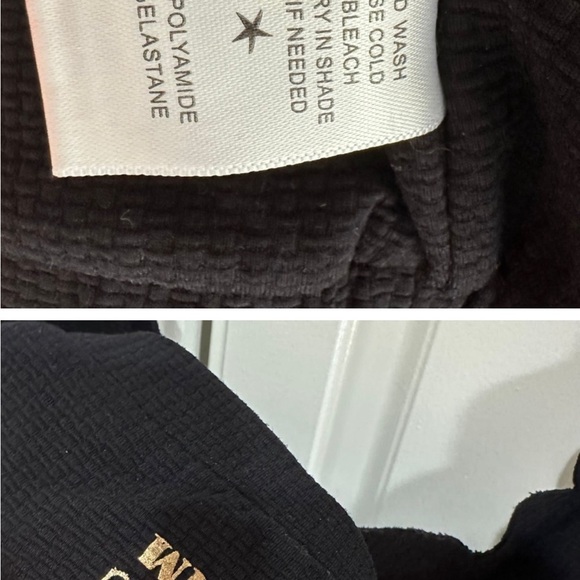 D WASH
SE COLD
BLEACH
RY IN SHADE
IF NEEDED
POLYAMIDE
ELASTANE